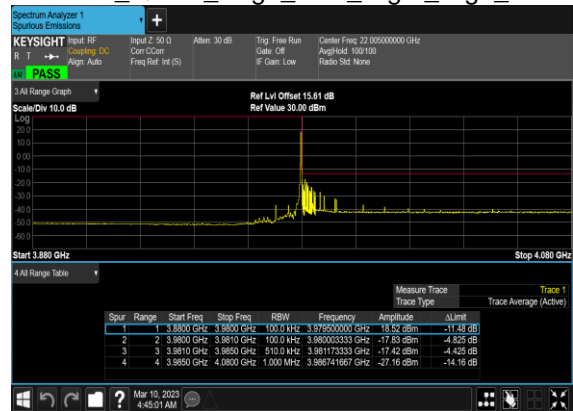 Spectrum Analyzer 1
Spurious Emissions
+
KEYSIGHT Input: RF Input Z: 50 Ω Atten: 30 dB Trig: Free Run Center Freq: 22.005000000 GHz
R T Coupling: DC Corr CCorr Gate: Off Avg|Hold: 100/100
Align: Auto Freq Ref: Int (S) IF Gain: Low Radio Std: None
PASS
3 All Range Graph
Ref Lvl Offset 15.61 dB
Scale/Div 10.0 dB Ref Value 30.00 dBm
Log
20.0
10.0
0.00
-10.0
-20.0
-30.0
-40.0
-50.0
-60.0
Start 3.880 GHz Stop 4.080 GHz
4 All Range Table
Measure Trace Trace 1
Trace Type Trace Average (Active)
Spur Range Start Freq Stop Freq RBW Frequency Amplitude ΔLimit
1 1 3.8800 GHz 3.9800 GHz 100.0 kHz 3.979500000 GHz 18.52 dBm -11.48 dB
2 2 3.9800 GHz 3.9810 GHz 100.0 kHz 3.980003333 GHz -17.83 dBm -4.825 dB
3 3 3.9810 GHz 3.9850 GHz 510.0 kHz 3.981173333 GHz -17.42 dBm -4.425 dB
4 4 3.9850 GHz 4.0800 GHz 1.000 MHz 3.986741667 GHz -27.16 dBm -14.16 dB
? Mar 10, 2023
4:45:01 AM